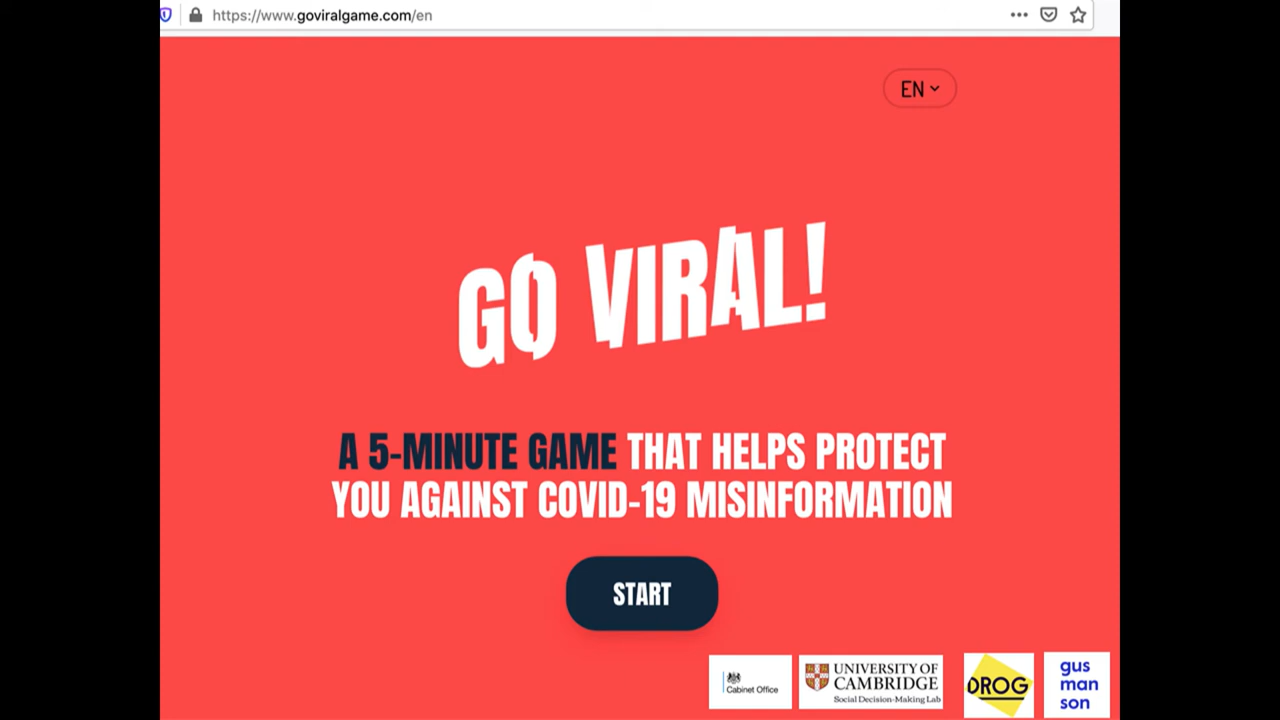 https://www.goviralgame.com/en
EN
GO VIRAL!
A 5-MINUTE GAME THAT HELPS PROTECT
YOU AGAINST COVID-19 MISINFORMATION
START
Cabinet Office
UNIVERSITY OF
CAMBRIDGE
Social Decision-Making Lab
DROG
gus
man
son